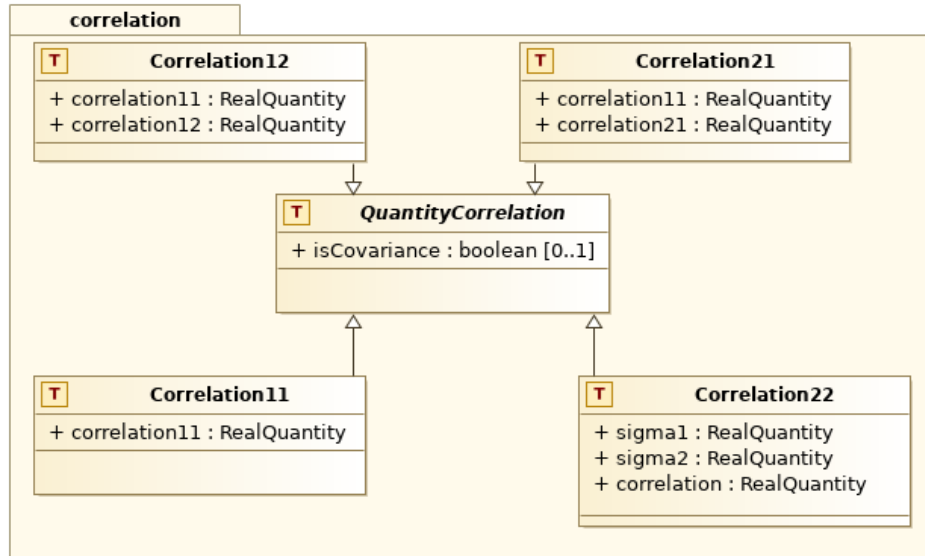 correlation
T Correlation12
+ correlation11 : RealQuantity
+ correlation12 : RealQuantity
T Correlation21
+ correlation11 : RealQuantity
+ correlation21 : RealQuantity
T QuantityCorrelation
+ isCovariance : boolean [0..1]
T Correlation11
+ correlation11 : RealQuantity
T Correlation22
+ sigma1 : RealQuantity
+ sigma2 : RealQuantity
+ correlation : RealQuantity